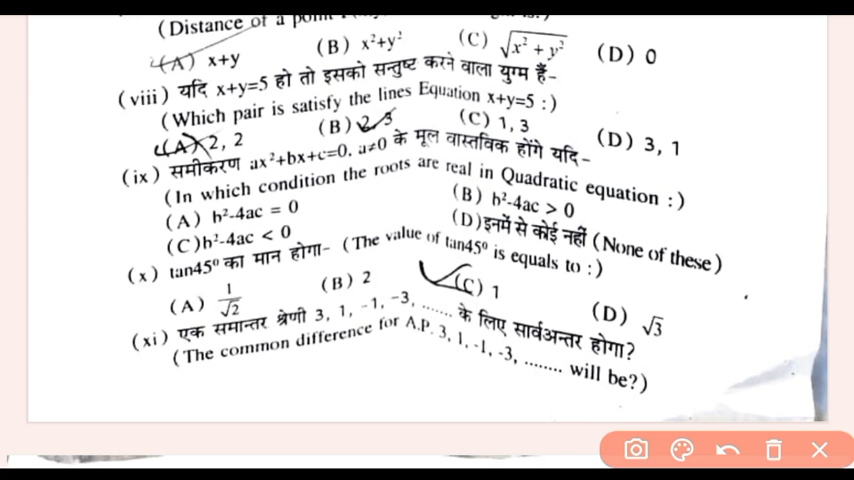 (Distance of a point
(A) x+y (B) x²+y² (C) √x²+y² (D) 0
(viii) यदि x+y=5 हो तो इसको सन्तुष्ट करने वाला युग्म हैं-
(Which pair is satisfy the lines Equation x+y=5 :)
(A) 2, 2 (B) 2, 3 (C) 1, 3 (D) 3, 1
(ix) समीकरण ax²+bx+c=0, a≠0 के मूल वास्तविक होंगे यदि-
(In which condition the roots are real in Quadratic equation :)
(A) b²-4ac = 0 (B) b²-4ac > 0
(C) b²-4ac < 0 (D) इनमें से कोई नहीं (None of these)
(x) tan45° का मान होगा- (The value of tan45° is equals to :)
(A) 1/√2 (B) 2 (C) 1 (D) √3
(xi) एक समान्तर श्रेणी 3, 1, -1, -3, ....... के लिए सार्वअन्तर होगा?
(The common difference for A.P. 3, 1, -1, -3, ........ will be?)